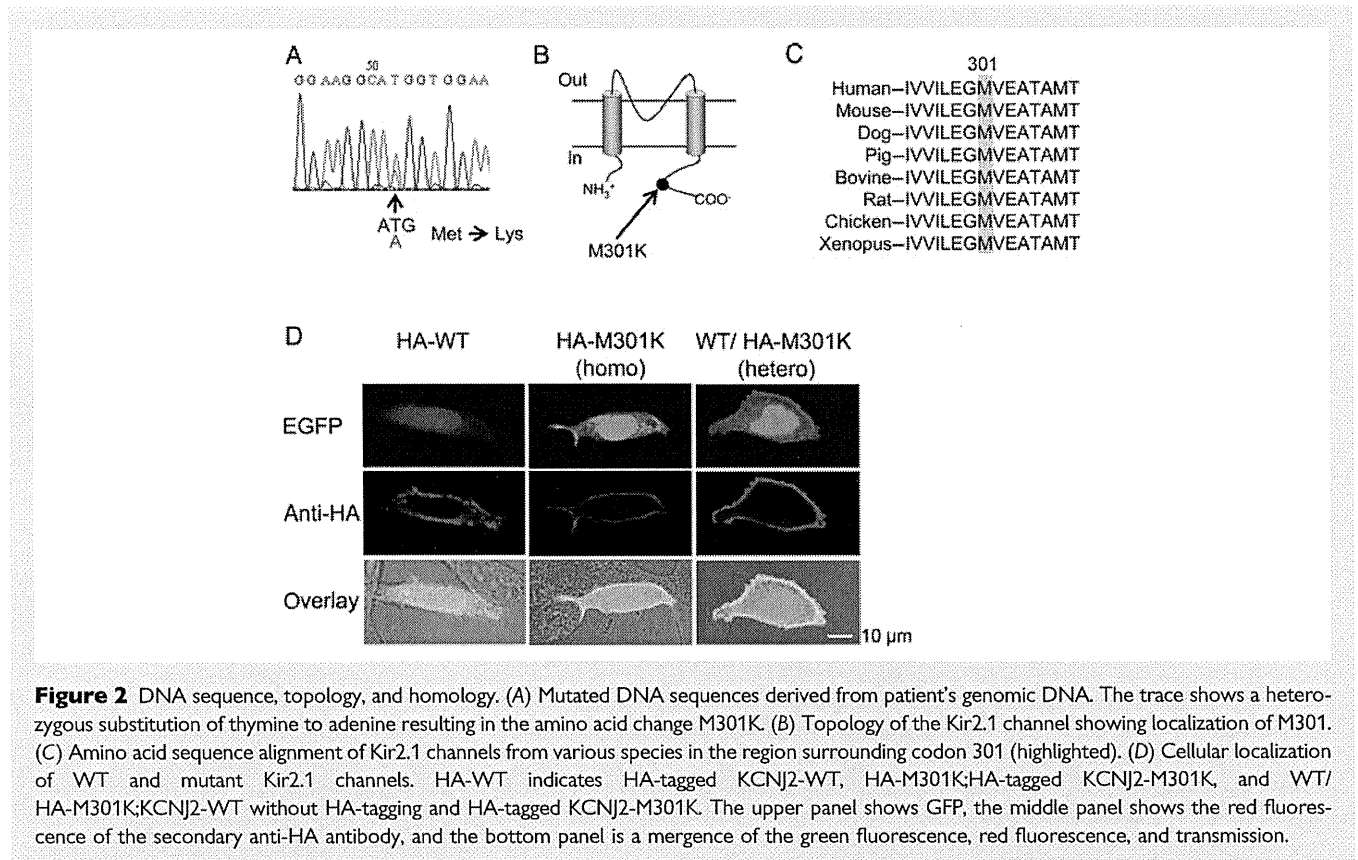 A
50
GGAAGGCATGGTGGAA
ATG
A
Met → Lys
B
Out
In
NH₃⁺
COO⁻
M301K
C
301
Human–IVVILEGMVEATAMT
Mouse–IVVILEGMVEATAMT
Dog–IVVILEGMVEATAMT
Pig–IVVILEGMVEATAMT
Bovine–IVVILEGMVEATAMT
Rat–IVVILEGMVEATAMT
Chicken–IVVILEGMVEATAMT
Xenopus–IVVILEGMVEATAMT
D
HA-WT
HA-M301K
(homo)
WT/ HA-M301K
(hetero)
EGFP
Anti-HA
Overlay
10 µm
Figure 2 DNA sequence, topology, and homology. (A) Mutated DNA sequences derived from patient's genomic DNA. The trace shows a hetero-
zygous substitution of thymine to adenine resulting in the amino acid change M301K. (B) Topology of the Kir2.1 channel showing localization of M301.
(C) Amino acid sequence alignment of Kir2.1 channels from various species in the region surrounding codon 301 (highlighted). (D) Cellular localization
of WT and mutant Kir2.1 channels. HA-WT indicates HA-tagged KCNJ2-WT, HA-M301K;HA-tagged KCNJ2-M301K, and WT/
HA-M301K;KCNJ2-WT without HA-tagging and HA-tagged KCNJ2-M301K. The upper panel shows GFP, the middle panel shows the red fluores-
cence of the secondary anti-HA antibody, and the bottom panel is a mergence of the green fluorescence, red fluorescence, and transmission.